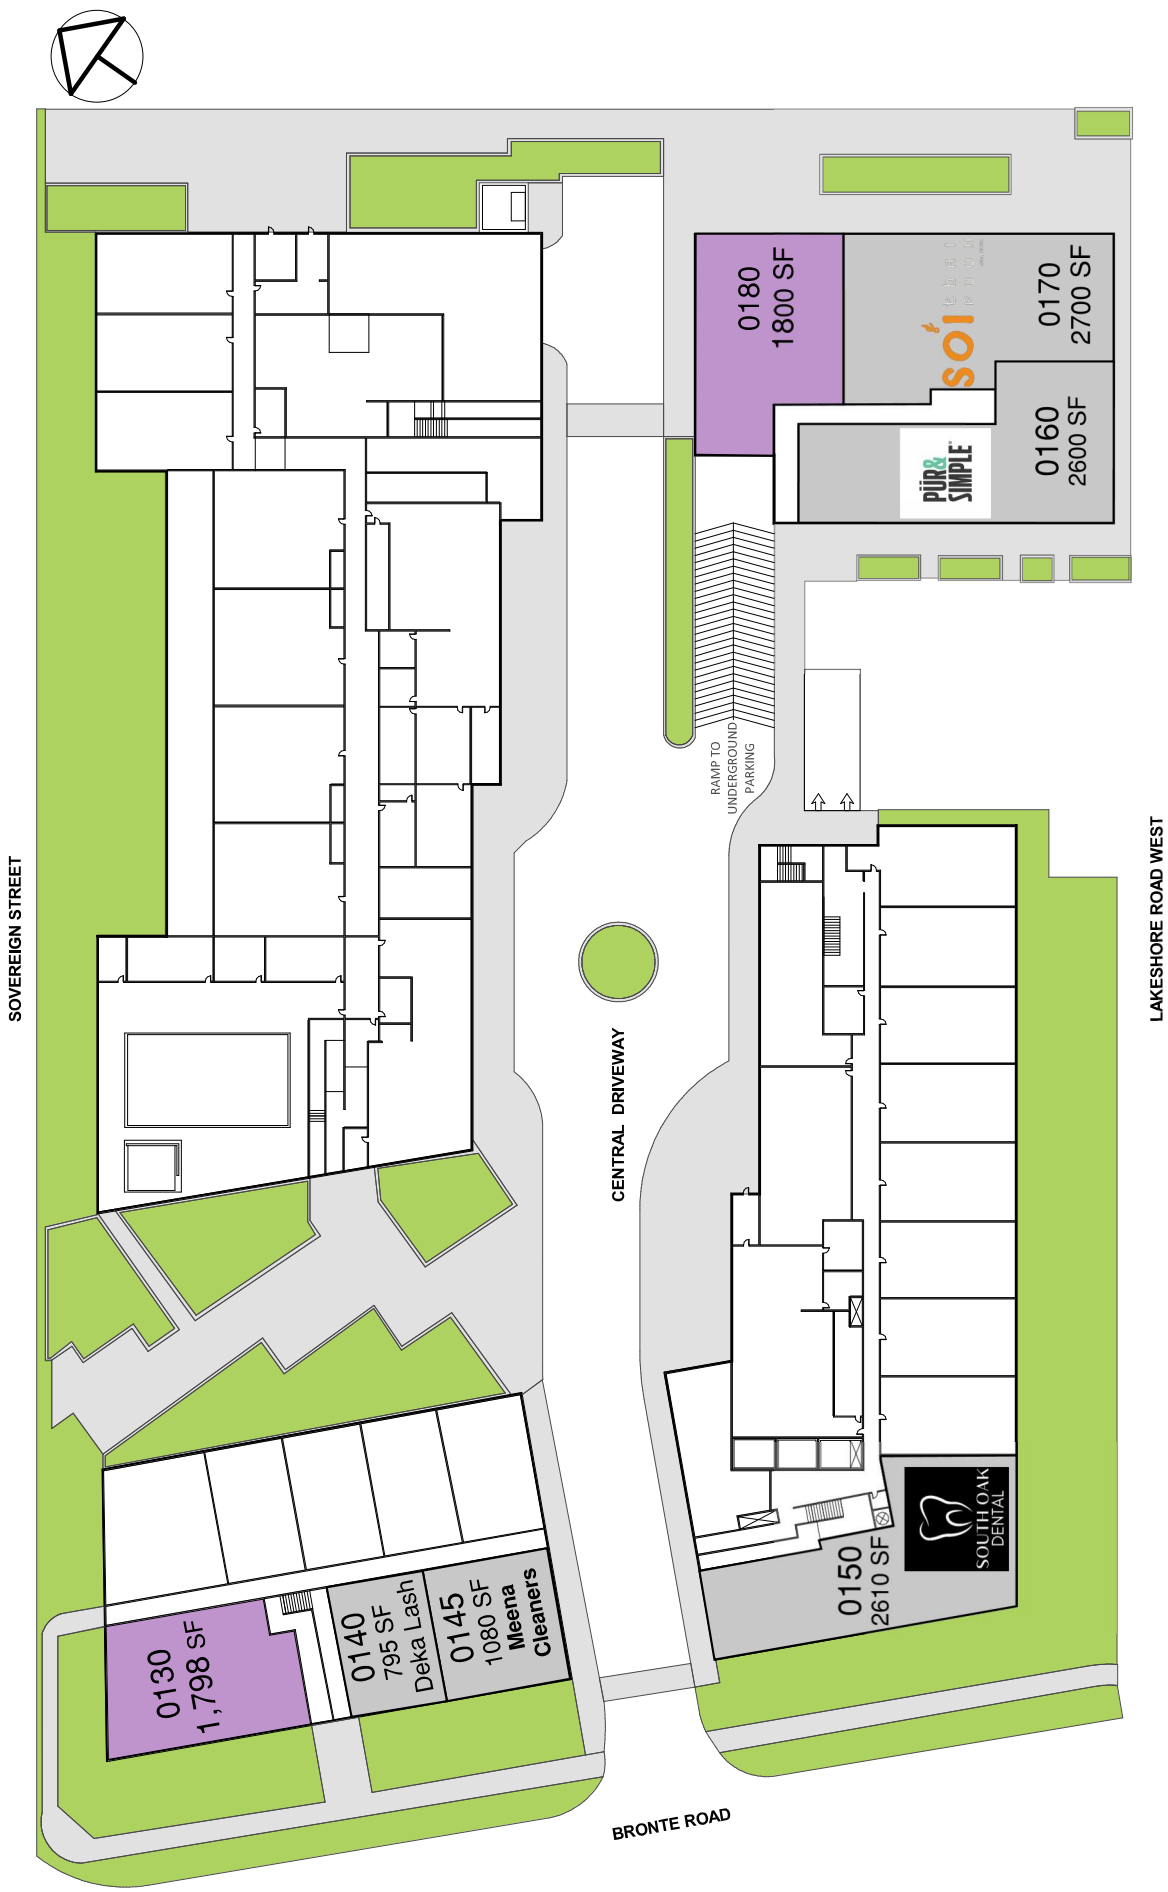 0180
1800 SF
SỜI
0170
2700 SF
0160
2600 SF
PÜR&
SIMPLE
RAMP TO
UNDERGROUND
PARKING
SOVEREIGN STREET
LAKESHORE ROAD WEST
CENTRAL DRIVEWAY
SOUTH OAK
DENTAL
0150
2610 SF
0145
1080 SF
Meena
Cleaners
0140
795 SF
Deka Lash
0130
1,798 SF
BRONTE ROAD